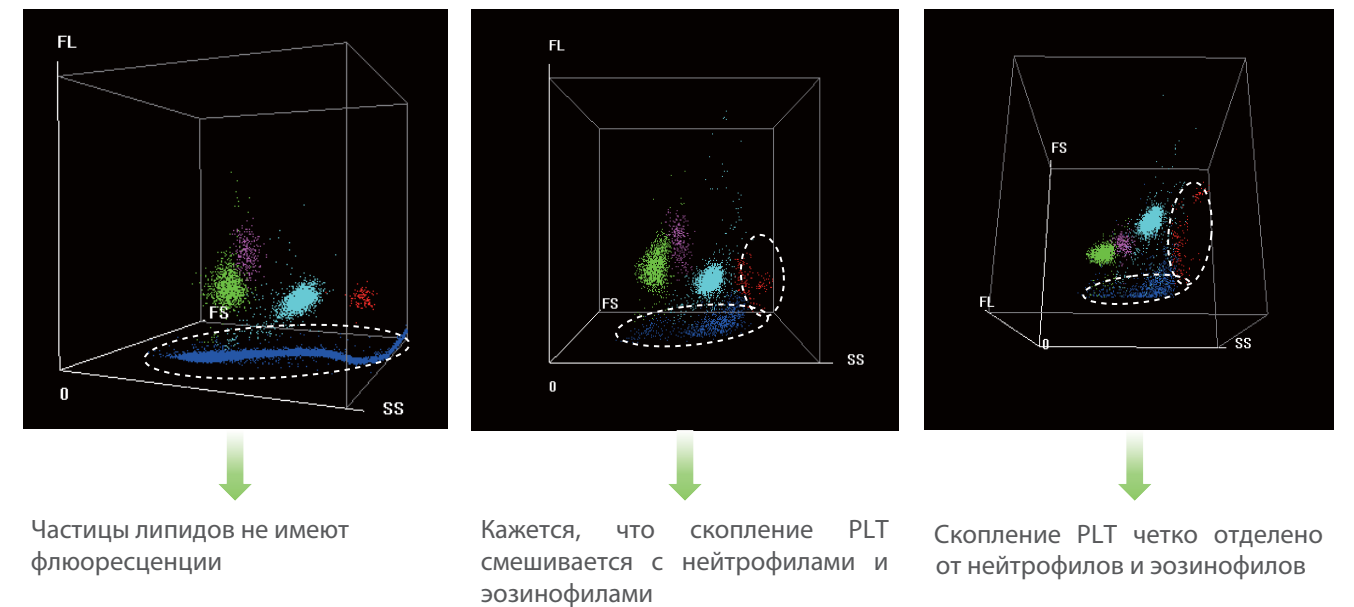 FL
FS
0
SS
FL
FS
0
SS
FS
FL
0
SS
Частицы липидов не имеют
флюоресценции
Кажется, что скопление PLT
смешивается с нейтрофилами и
эозинофилами
Скопление PLT четко отделено
от нейтрофилов и эозинофилов